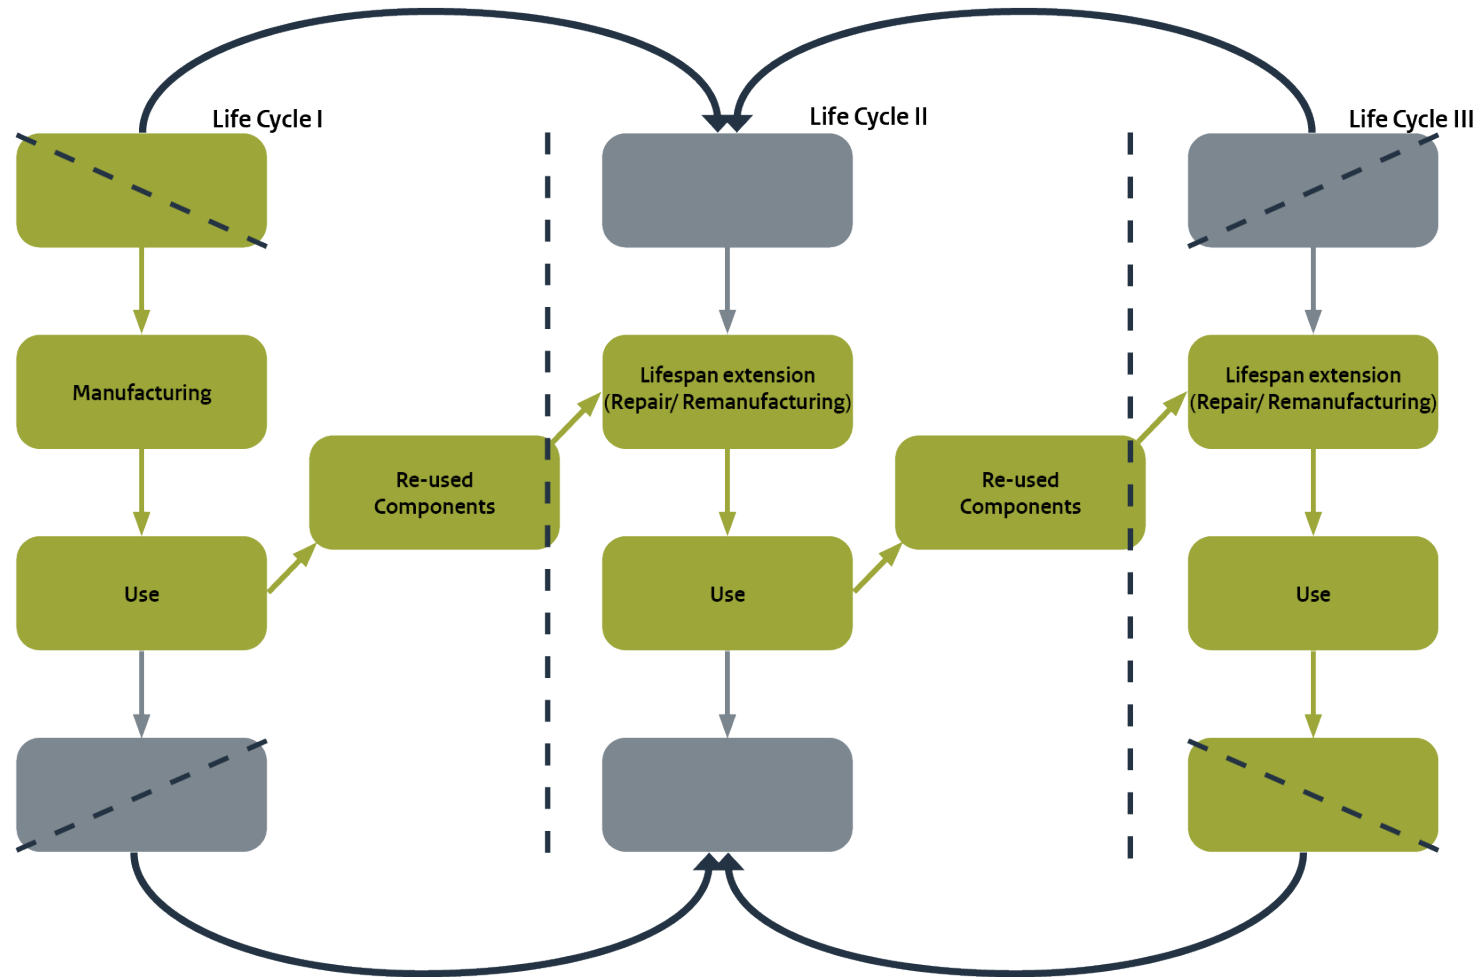 Life Cycle I
Life Cycle II
Life Cycle III
Manufacturing
Lifespan extension
(Repair/ Remanufacturing)
Lifespan extension
(Repair/ Remanufacturing)
Re-used
Components
Re-used
Components
Use
Use
Use